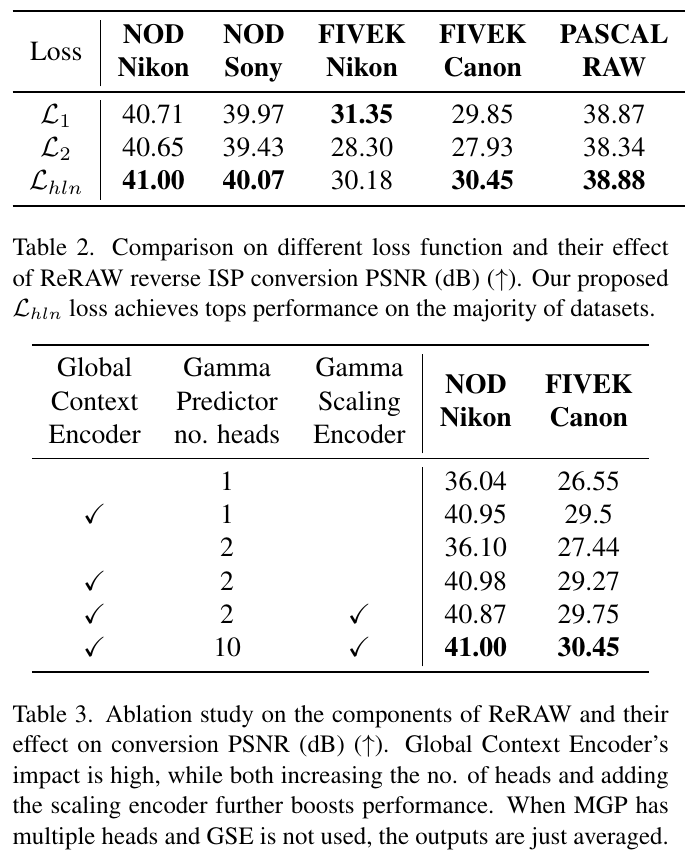 Loss NOD Nikon NOD Sony FIVEK Nikon FIVEK Canon PASCAL RAW
ℒ1 40.71 39.97 31.35 29.85 38.87
ℒ2 40.65 39.43 28.30 27.93 38.34
ℒhln 41.00 40.07 30.18 30.45 38.88
Table 2. Comparison on different loss function and their effect
of ReRAW reverse ISP conversion PSNR (dB) (↑). Our proposed
ℒhln loss achieves tops performance on the majority of datasets.
Global Context Encoder Gamma Predictor no. heads Gamma Scaling Encoder NOD Nikon FIVEK Canon
1 36.04 26.55
✓ 1 40.95 29.5
2 36.10 27.44
✓ 2 40.98 29.27
✓ 2 ✓ 40.87 29.75
✓ 10 ✓ 41.00 30.45
Table 3. Ablation study on the components of ReRAW and their
effect on conversion PSNR (dB) (↑). Global Context Encoder's
impact is high, while both increasing the no. of heads and adding
the scaling encoder further boosts performance. When MGP has
multiple heads and GSE is not used, the outputs are just averaged.